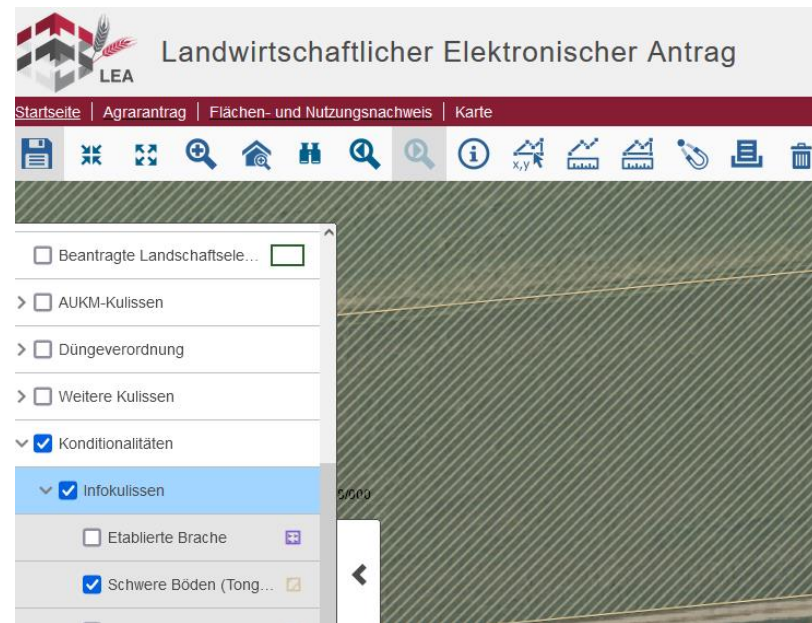 LEA
Landwirtschaftlicher Elektronischer Antrag
Startseite | Agrarantrag | Flächen- und Nutzungsnachweis | Karte
x,y
Beantragte Landschaftsele...
AUKM-Kulissen
Düngeverordnung
Weitere Kulissen
Konditionalitäten
Infokulissen
Etablierte Brache
Schwere Böden (Tong...